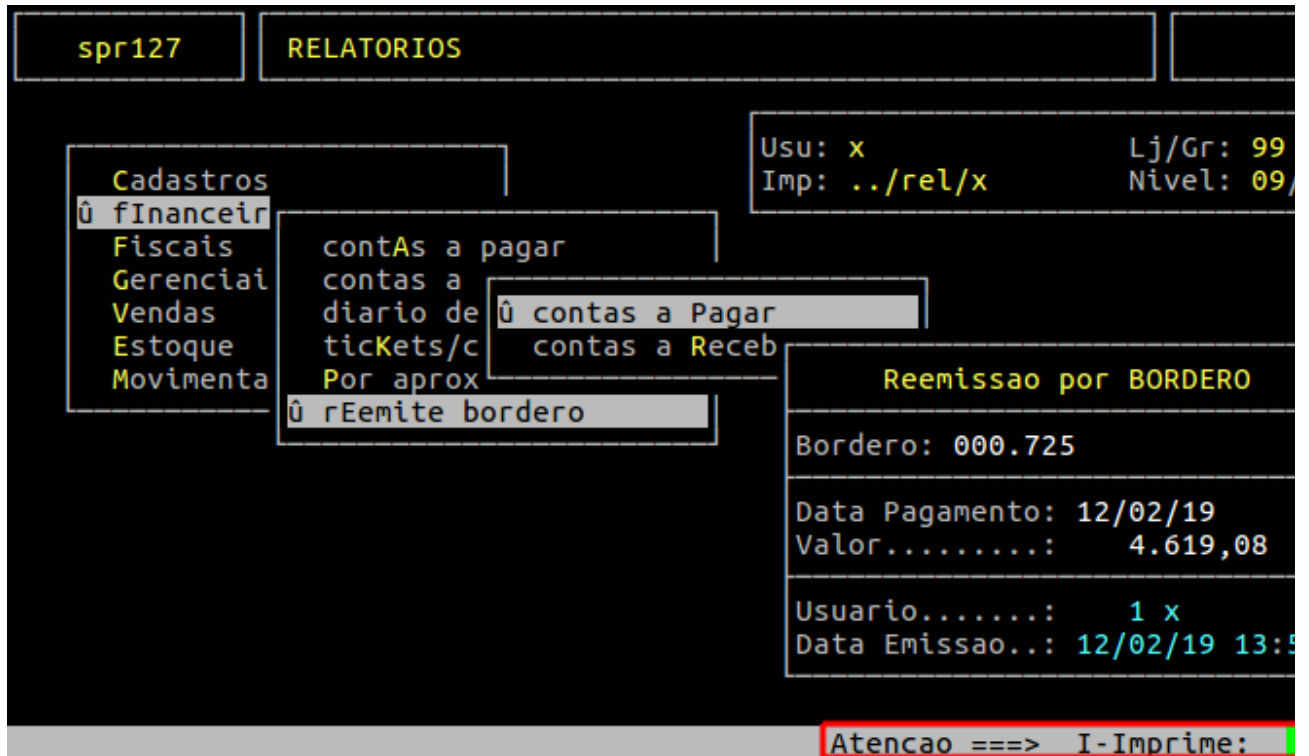 spr127
RELATORIOS
Usu: x Lj/Gr: 99
Imp: ../rel/x Nivel: 09/
Cadastros
û fInanceir
Fiscais
Gerenciai
Vendas
Estoque
Movimenta
contAs a pagar
contas a
diario de
ticKets/c
Por aprox
û rEemite bordero
û contas a Pagar
contas a Receb
Reemissao por BORDERO
Bordero: 000.725
Data Pagamento: 12/02/19
Valor.........: 4.619,08
Usuario.......: 1 x
Data Emissao..: 12/02/19 13:5
Atencao ===> I-Imprime: